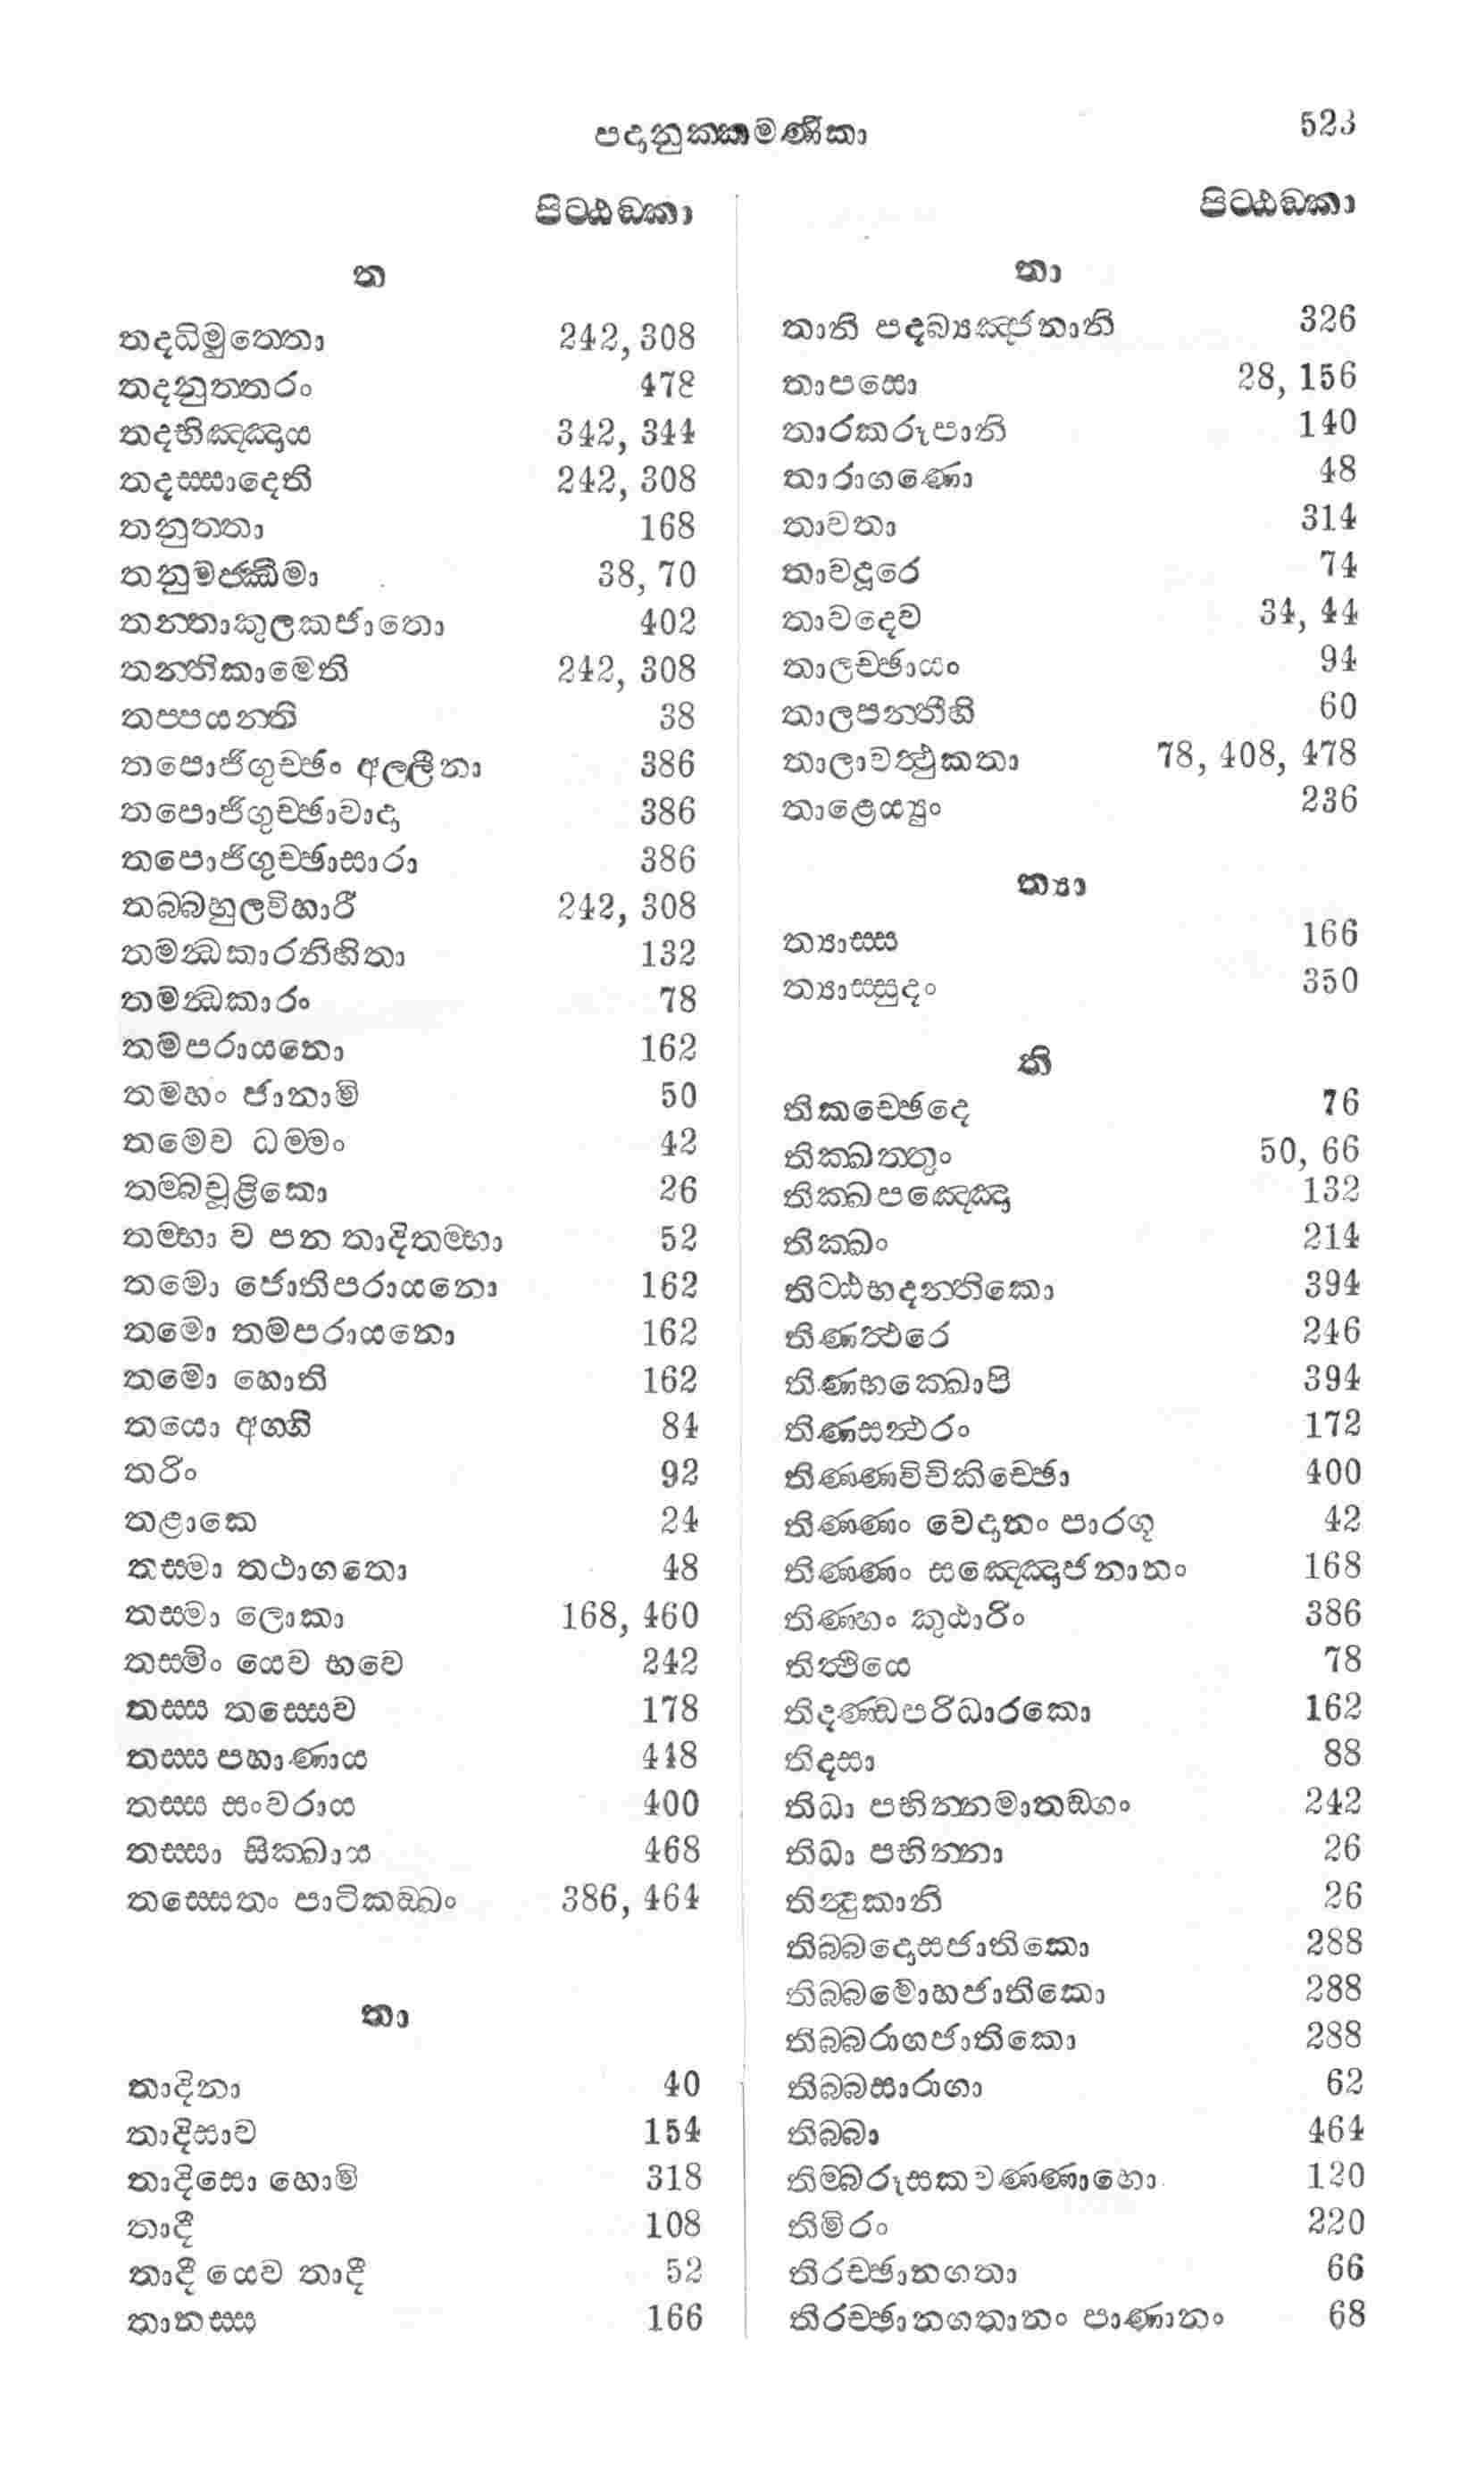 පදානුක්කමණිකා 523
පිට්ඨඞ්කා
ත
තදධිමුත්තො 242, 308
තදනුත්තරං 478
තදභිඤ්ඤාය 342, 344
තදස්සාදෙති 242, 308
තනුත්තා 168
තනුමජ්ඣිමා 38, 70
තන්තාකුලකජාතො 402
තන්තිකාමෙති 242, 308
තප්පයන්ති 38
තපොජිගුච්ඡං අල්ලීනා 386
තපොජිගුච්ඡාවාදා 386
තපොජිගුච්ඡාසාරා 386
තබ්බහුලවිහාරී 242, 308
තමන්ධකාරනිහිතා 132
තමන්ධකාරං 78
තමපරායනො 162
තමහං ජානාමි 50
තමෙව ධම්මං 42
තම්බචූළිකො 26
තම්හා ච පන තාදිතම්හා 52
තමො ජොතිපරායනො 162
තමො තමපරායනො 162
තමො හොති 162
තයො අග්ගි 84
තරිං 92
තළාකෙ 24
තස්මා තථාගතො 48
තස්මා ලොකා 168, 460
තස්මිං යෙව භවෙ 242
තස්ස තස්සෙව 178
තස්ස පහාණාය 448
තස්ස සංවරාය 400
තස්සා සික්ඛාය 468
තස්සෙතං පාටිකඞ්ඛං 386, 464
තා
තාදිනා 40
තාදිසාව 154
තාදිසො හොමි 318
තාදී 108
තාදී යෙව තාදී 52
තානස්ස 166
පිට්ඨඞ්කා
තා
තානි පදබ්‍යඤ්ජනානි 326
තාපසො 28, 156
තාරකරූපානි 140
තාරාගණො 48
තාවතා 314
තාවදූරෙ 74
තාවදෙව 34, 44
තාලච්ඡායං 94
තාලපන්තීහි 60
තාලාවත්ථුකතා 78, 408, 478
තාළෙය්‍යුං 236
ත්‍යා
ත්‍යාස්ස 166
ත්‍යාස්සුදං 350
ති
තිකච්ඡෙදෙ 76
තික්ඛත්තුං 50, 66
තික්ඛපඤ්ඤො 132
තික්ඛං 214
තිට්ඨභදන්තිකො 394
තිණත්ථරෙ 246
තිණභක්ඛොපි 394
තිණසත්ථරං 172
තිණ්ණවිචිකිච්ඡො 400
තිණ්ණං වෙදානං පාරගූ 42
තිණ්ණං සඤ්ඤොජනානං 168
තිණ්හං කුඨාරිං 386
තිත්ථියෙ 78
තිදණ්ඩපරිධාරකො 162
තිදසා 88
තිධා පභින්නමාතඞ්ගං 242
තිධා පභින්නා 26
තින්දුකානි 26
තිබ්බදොසජාතිකො 288
තිබ්බමොහජාතිකො 288
තිබ්බරාගජාතිකො 288
තිබ්බසාරාගා 62
තිබ්බා 464
තිම්බරූසකවණ්ණාහො 120
තිමිරං 220
තිරච්ඡානගතා 66
තිරච්ඡානගතානං පාණානං 68